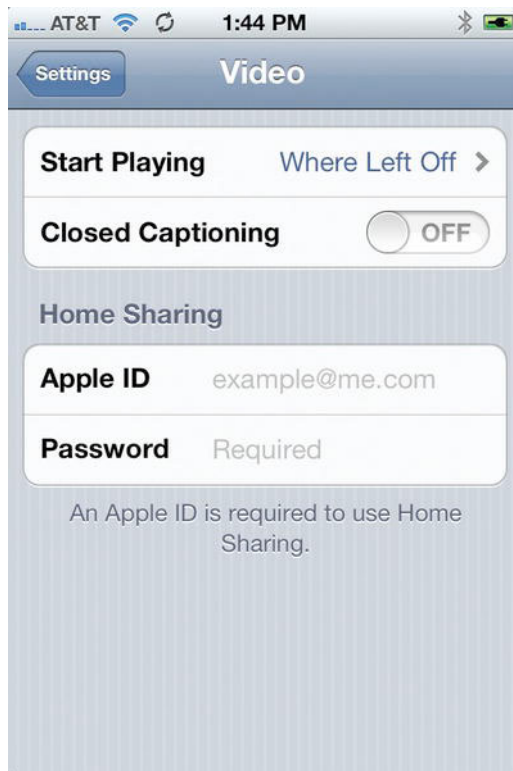 AT&T 1:44 PM
Settings Video
Start Playing Where Left Off
Closed Captioning OFF
Home Sharing
Apple ID example@me.com
Password Required
An Apple ID is required to use Home
Sharing.